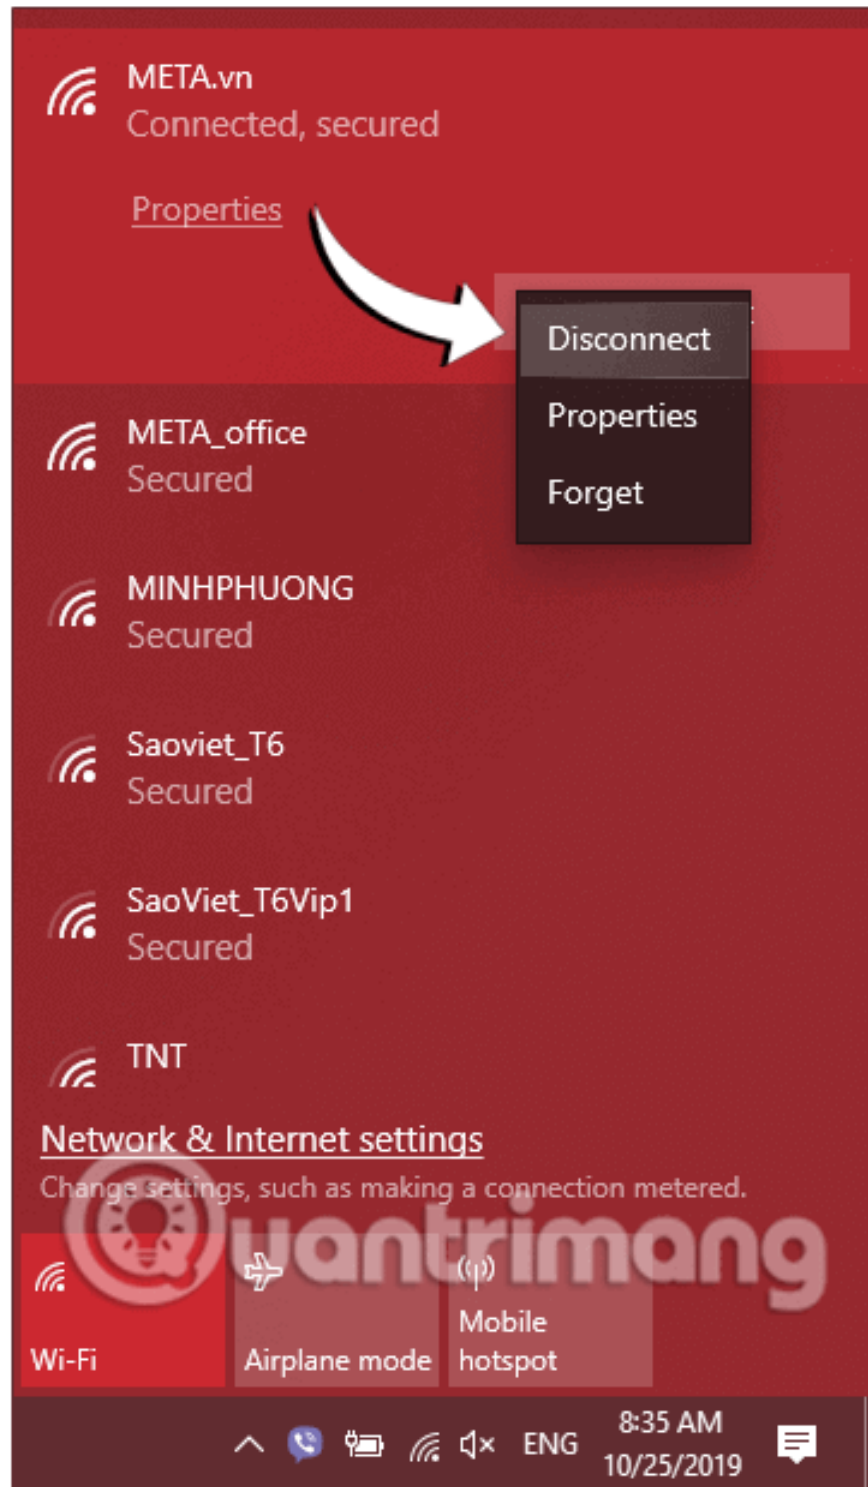 META.vn
Connected, secured
Properties
Disconnect
Properties
Forget
META_office
Secured
MINHPHUONG
Secured
Saoviet_T6
Secured
SaoViet_T6Vip1
Secured
TNT
Network & Internet settings
Change settings, such as making a connection metered.
Quantrimang
Wi-Fi
Airplane mode
Mobile
hotspot
ENG
8:35 AM
10/25/2019